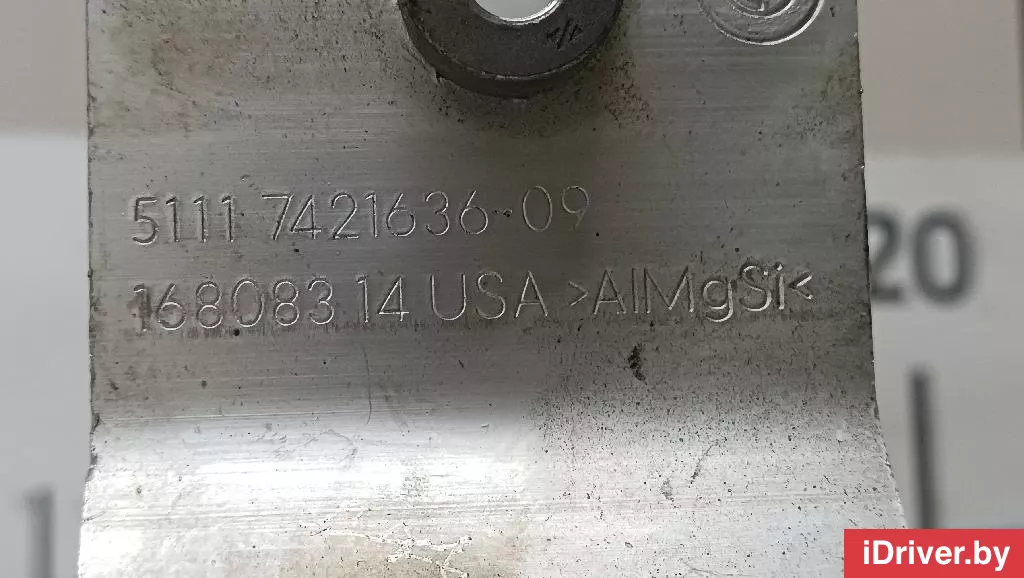 5111 7421636-09
168083 14 USA >AlMgSi<
20
iDriver.by